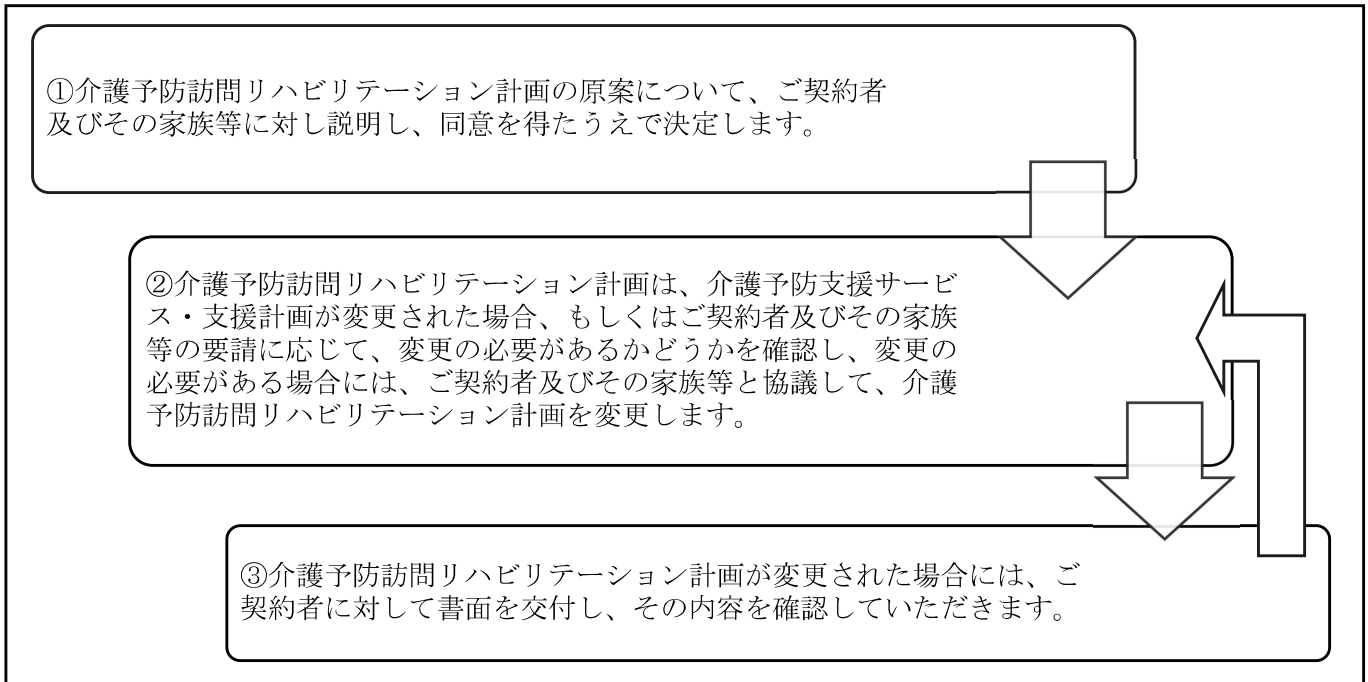 ①介護予防訪問リハビリテーション計画の原案について、ご契約者
及びその家族等に対し説明し、同意を得たうえで決定します。
②介護予防訪問リハビリテーション計画は、介護予防支援サービ
ス・支援計画が変更された場合、もしくはご契約者及びその家族
等の要請に応じて、変更の必要があるかどうかを確認し、変更の
必要がある場合には、ご契約者及びその家族等と協議して、介護
予防訪問リハビリテーション計画を変更します。
③介護予防訪問リハビリテーション計画が変更された場合には、ご
契約者に対して書面を交付し、その内容を確認していただきます。